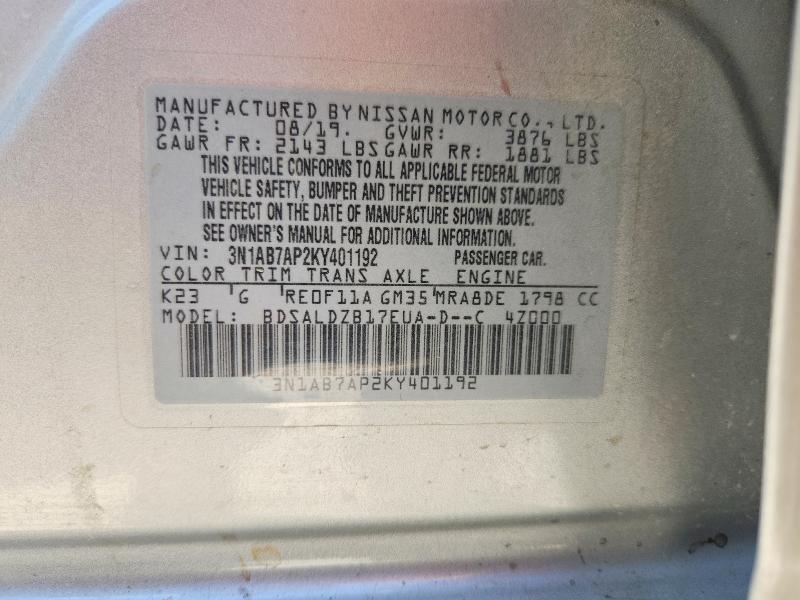 MANUFACTURED BY NISSAN MOTOR CO., LTD.
DATE: 08/19. GVWR: 3876 LBS
GAWR FR: 2143 LBS GAWR RR: 1881 LBS
THIS VEHICLE CONFORMS TO ALL APPLICABLE FEDERAL MOTOR
VEHICLE SAFETY, BUMPER AND THEFT PREVENTION STANDARDS
IN EFFECT ON THE DATE OF MANUFACTURE SHOWN ABOVE.
SEE OWNER'S MANUAL FOR ADDITIONAL INFORMATION.
VIN: 3N1AB7AP2KY401192 PASSENGER CAR.
COLOR TRIM TRANS AXLE ENGINE
K23 G RE0F11A GM35 MRA8DE 1798 CC
MODEL: BDSALDZB17EUA-D--C 4Z000
3N1AB7AP2KY401192